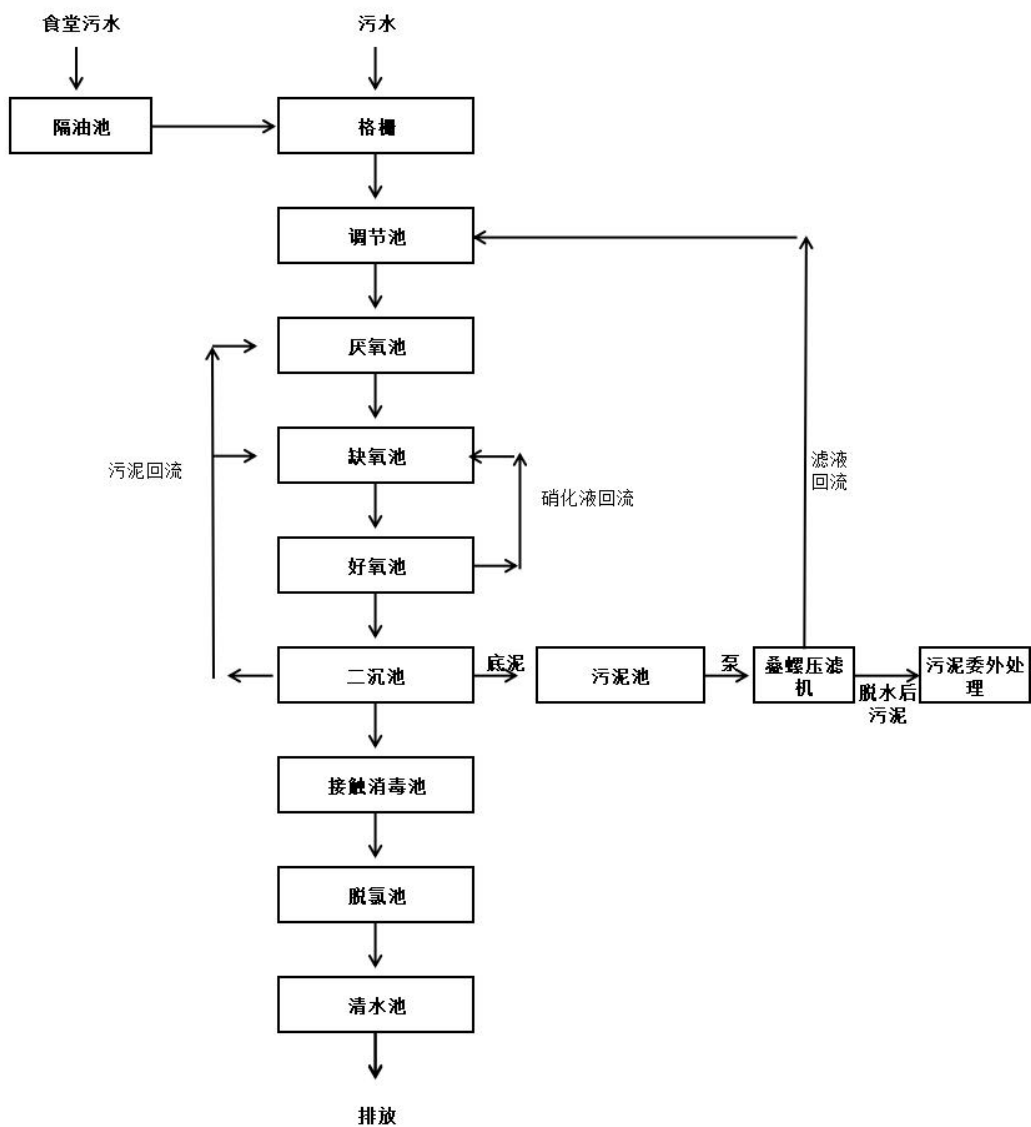 食堂污水
污水
隔油池
格栅
调节池
厌氧池
污泥回流
缺氧池
硝化液回流
滤液
回流
好氧池
二沉池
底泥
污泥池
泵
叠螺压滤
机
脱水后
污泥
污泥委外处
理
接触消毒池
脱氯池
清水池
排放